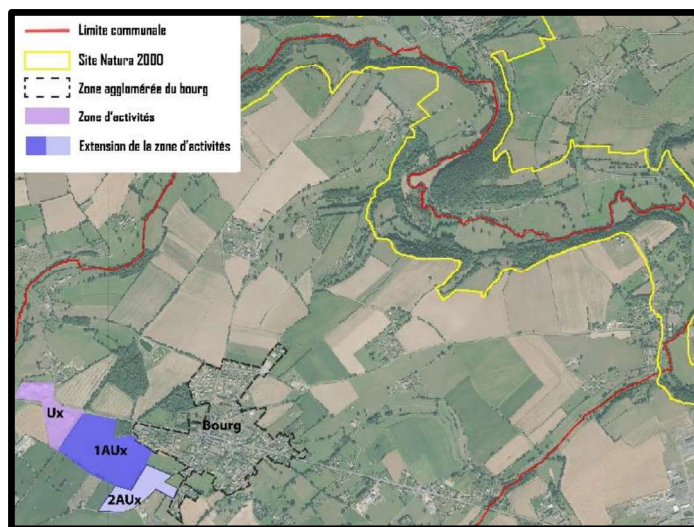 Limite communale
Site Natura 2000
Zone agglomérée du bourg
Zone d'activités
Extension de la zone d'activités
Ux
1AUx
Bourg
2AUx